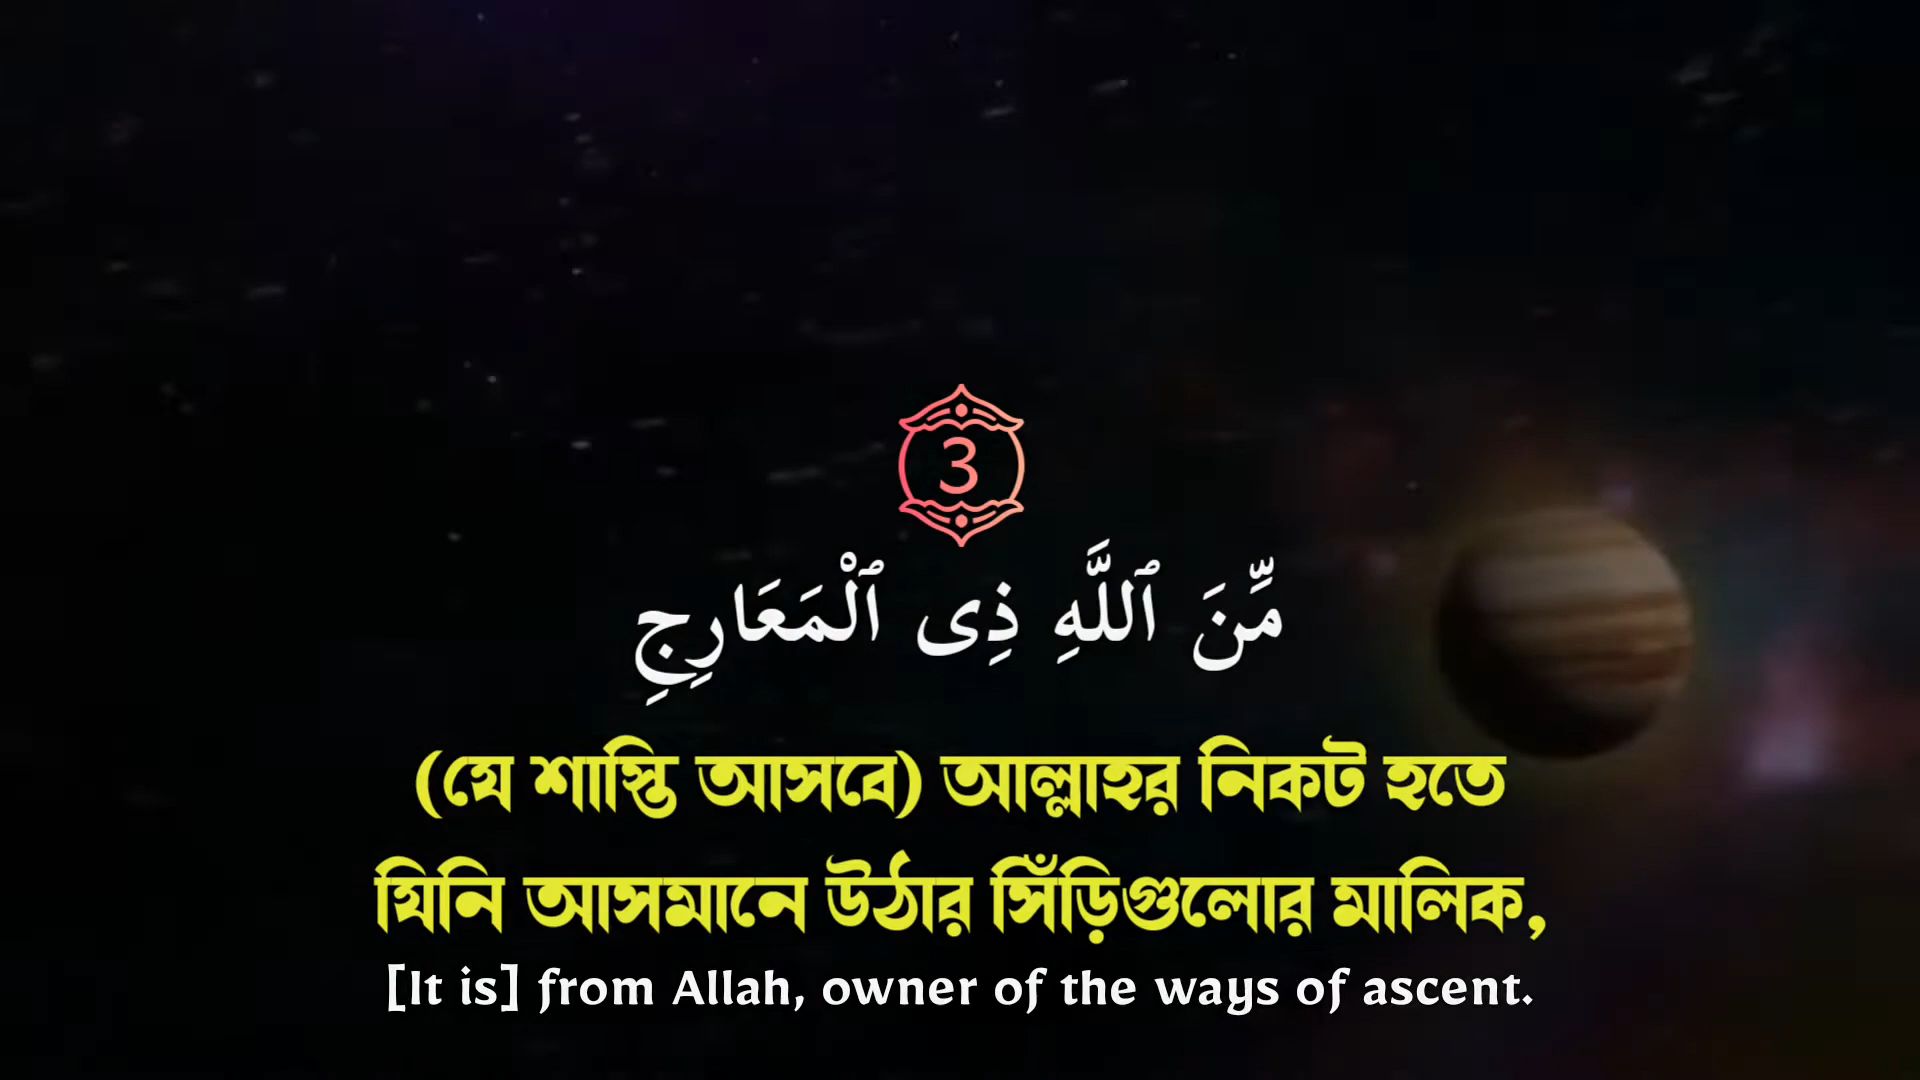 3
مِّنَ ٱللَّهِ ذِى ٱلْمَعَارِجِ
(যে শাস্তি আসবে) আল্লাহর নিকট হতে
যিনি আসমানে উঠার সিঁড়িগুলোর মালিক,
[It is] from Allah, owner of the ways of ascent.